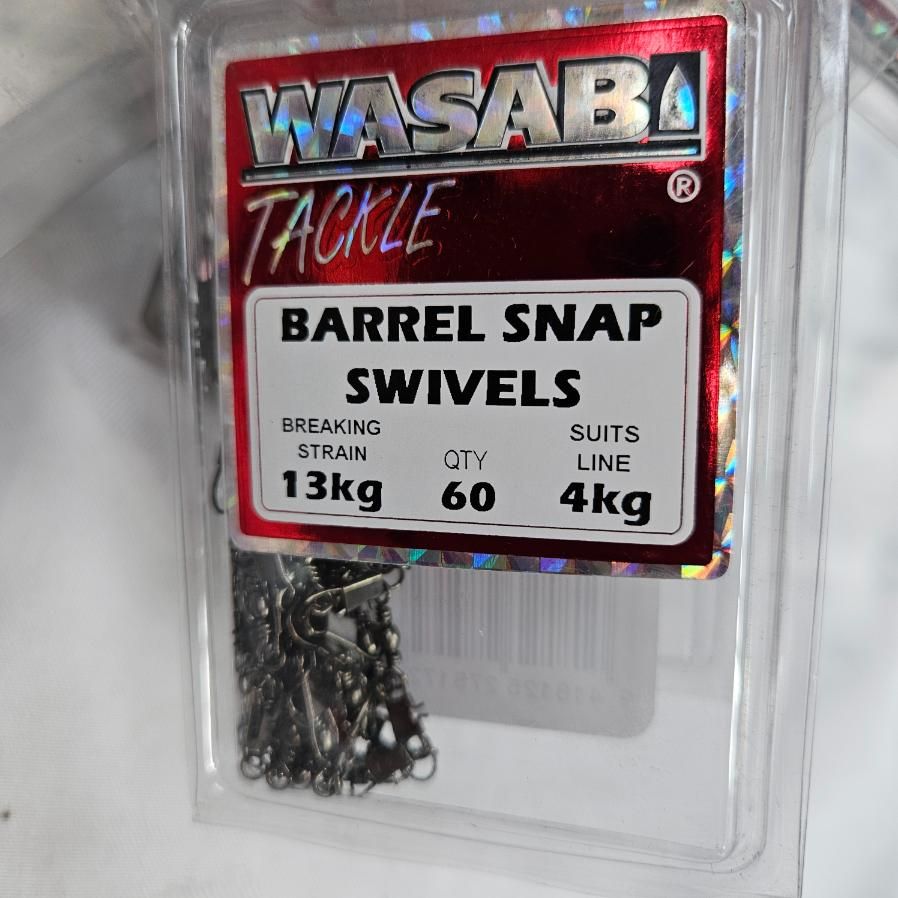 WASABI
®
TACKLE
BARREL SNAP
SWIVELS
BREAKING
STRAIN
13kg
QTY
60
SUITS
LINE
4kg